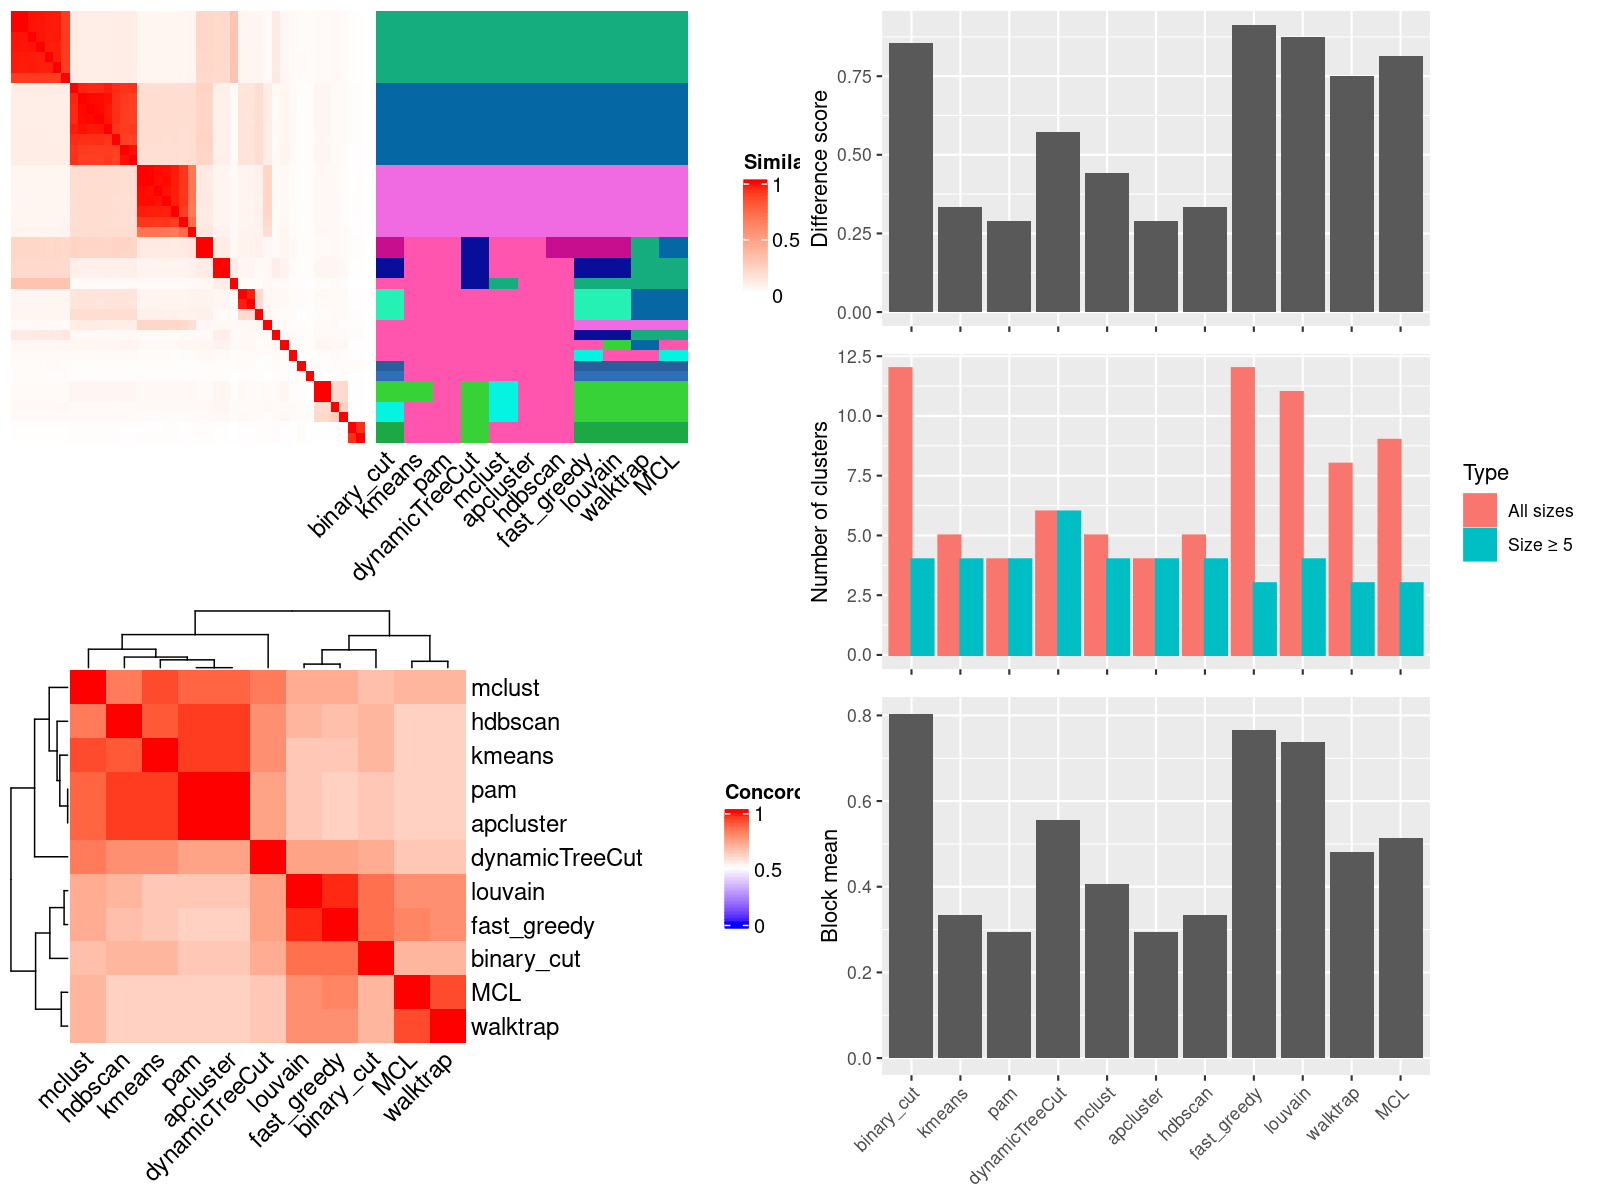 Simila
1
0.5
0
binary_cut
kmeans
pam
dynamicTreeCut
mclust
apcluster
hdbscan
fast_greedy
louvain
walktrap
MCL
mclust
hdbscan
kmeans
pam
apcluster
dynamicTreeCut
louvain
fast_greedy
binary_cut
MCL
walktrap
mclust
hdbscan
kmeans
pam
apcluster
dynamicTreeCut
louvain
fast_greedy
binary_cut
MCL
walktrap
Concord
1
0.5
0
Difference score
0.75
0.50
0.25
0.00
Number of clusters
12.5
10.0
7.5
5.0
2.5
0.0
Type
All sizes
Size ≥ 5
Block mean
0.8
0.6
0.4
0.2
0.0
binary_cut
kmeans
pam
dynamicTreeCut
mclust
apcluster
hdbscan
fast_greedy
louvain
walktrap
MCL